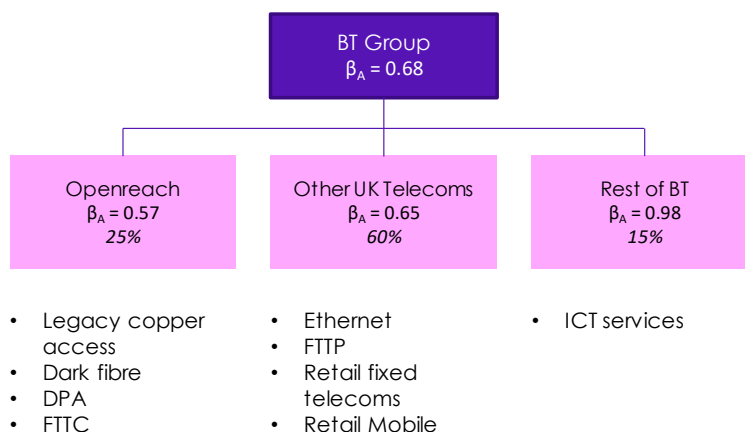 BT Group
βA = 0.68
Openreach
βA = 0.57
25%
Other UK Telecoms
βA = 0.65
60%
Rest of BT
βA = 0.98
15%
• Legacy copper
access
• Dark fibre
• DPA
• FTTC
• Ethernet
• FTTP
• Retail fixed
telecoms
• Retail Mobile
• ICT services